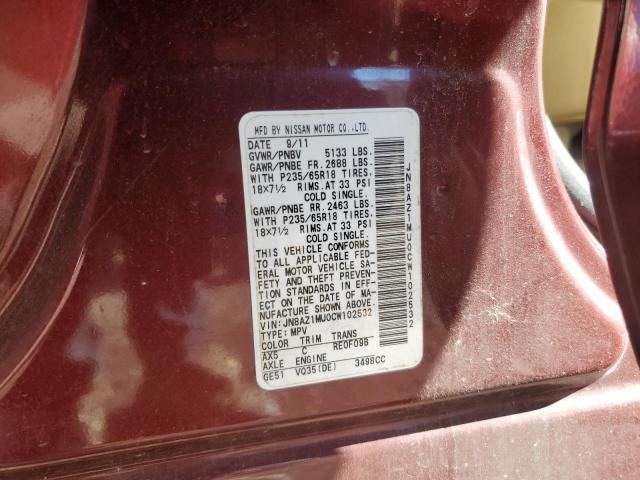 MFD BY NISSAN MOTOR CO.,LTD.
DATE 9/11
GVWR/PNBV 5133 LBS.
GAWR/PNBE FR. 2688 LBS.
WITH P235/65R18 TIRES.
18X7½ RIMS. AT 33 PSI
COLD SINGLE.
GAWR/PNBE RR. 2463 LBS.
WITH P235/65R18 TIRES.
18X7½ RIMS. AT 33 PSI
COLD SINGLE.
THIS VEHICLE CONFORMS
TO ALL APPLICABLE FED-
ERAL MOTOR VEHICLE SA-
FETY AND THEFT PREVEN-
TION STANDARDS IN EFF-
ECT ON THE DATE OF MA-
NUFACTURE SHOWN ABOVE.
VIN: JN8AZ1MU0CW102532
TYPE: MPV
COLOR TRIM TRANS
AX5 C RE0F09B
AXLE ENGINE
GE51 VQ35(DE) 3498CC
JN8AZ1MU0CW102532